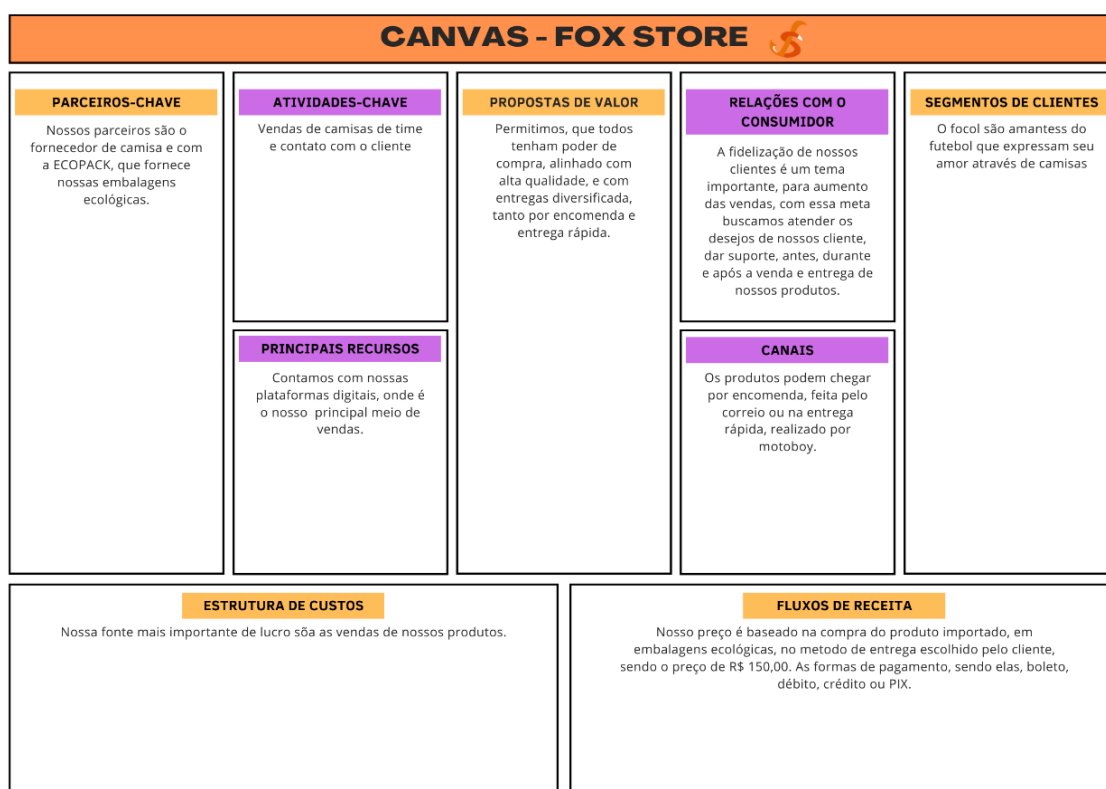 CANVAS - FOX STORE
PARCEIROS-CHAVE
Nossos parceiros são o
fornecedor de camisa e com
a ECOPACK, que fornece
nossas embalagens
ecológicas.
ATIVIDADES-CHAVE
Vendas de camisas de time
e contato com o cliente
PRINCIPAIS RECURSOS
Contamos com nossas
plataformas digitais, onde é
o nosso principal meio de
vendas.
PROPOSTAS DE VALOR
Permitimos, que todos
tenham poder de
compra, alinhado com
alta qualidade, e com
entregas diversificada,
tanto por encomenda e
entrega rápida.
RELAÇÕES COM O
CONSUMIDOR
A fidelização de nossos
clientes é um tema
importante, para aumento
das vendas, com essa meta
buscamos atender os
desejos de nossos cliente,
dar suporte, antes, durante
e após a venda e entrega de
nossos produtos.
CANAIS
Os produtos podem chegar
por encomenda, feita pelo
correio ou na entrega
rápida, realizado por
motoboy.
SEGMENTOS DE CLIENTES
O focol são amantess do
futebol que expressam seu
amor através de camisas
ESTRUTURA DE CUSTOS
Nossa fonte mais importante de lucro sõa as vendas de nossos produtos.
FLUXOS DE RECEITA
Nosso preço é baseado na compra do produto importado, em
embalagens ecológicas, no metodo de entrega escolhido pelo cliente,
sendo o preço de R$ 150,00. As formas de pagamento, sendo elas, boleto,
débito, crédito ou PIX.